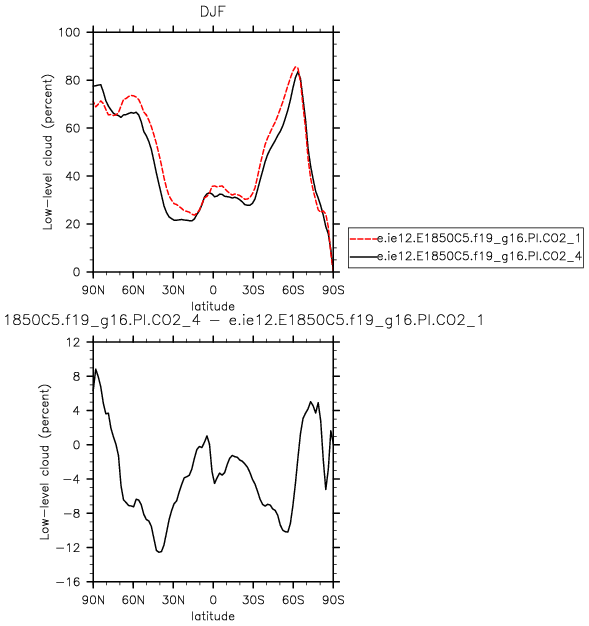 DJF
100
80
60
40
20
0
Low-level cloud (percent)
90N 60N 30N 0 30S 60S 90S
latitude
e.ie12.E1850C5.f19_g16.PI.CO2_1
e.ie12.E1850C5.f19_g16.PI.CO2_4
1850C5.f19_g16.PI.CO2_4 - e.ie12.E1850C5.f19_g16.PI.CO2_1
12
8
4
0
-4
-8
-12
-16
Low-level cloud (percent)
90N 60N 30N 0 30S 60S 90S
latitude